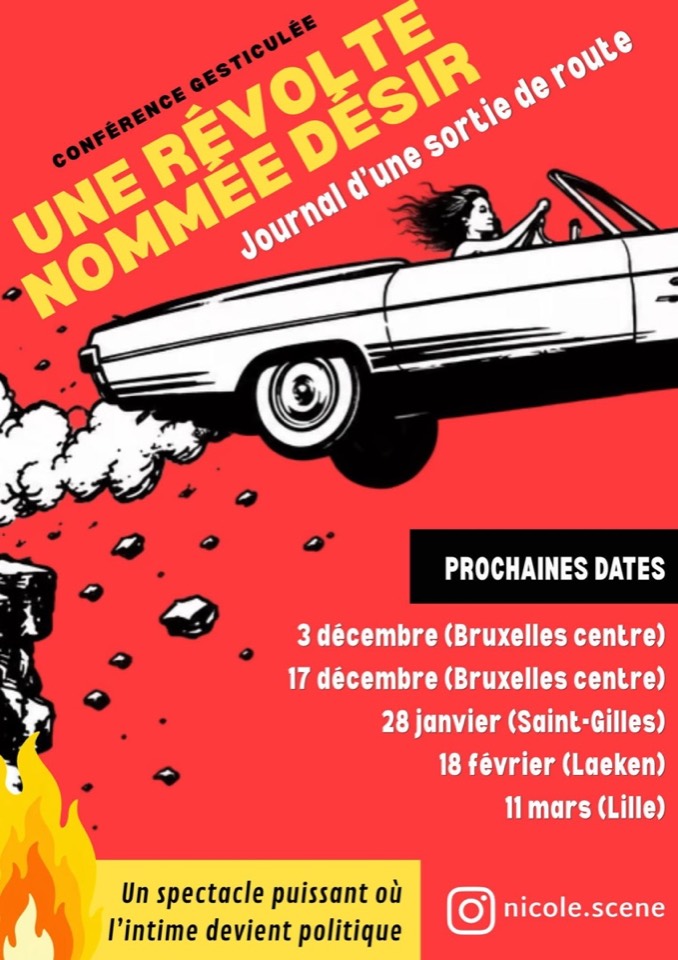 CONFÉRENCE GESTICULÉE
UNE RÉVOLTE
NOMMÉE DÉSIR
Journal d'une sortie de route
PROCHAINES DATES
3 décembre (Bruxelles centre)
17 décembre (Bruxelles centre)
28 janvier (Saint-Gilles)
18 février (Laeken)
11 mars (Lille)
Un spectacle puissant où
l'intime devient politique
nicole.scene